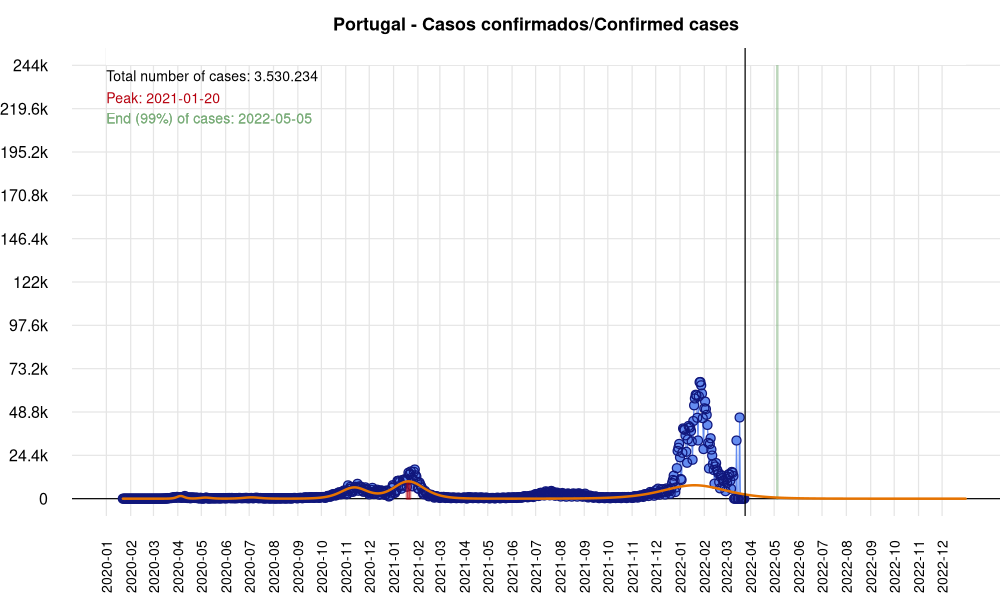 Portugal - Casos confirmados/Confirmed cases
Total number of cases: 3.530.234
Peak: 2021-01-20
End (99%) of cases: 2022-05-05
244k
219.6k
195.2k
170.8k
146.4k
122k
97.6k
73.2k
48.8k
24.4k
0
2020-01
2020-02
2020-03
2020-04
2020-05
2020-06
2020-07
2020-08
2020-09
2020-10
2020-11
2020-12
2021-01
2021-02
2021-03
2021-04
2021-05
2021-06
2021-07
2021-08
2021-09
2021-10
2021-11
2021-12
2022-01
2022-02
2022-03
2022-04
2022-05
2022-06
2022-07
2022-08
2022-09
2022-10
2022-11
2022-12